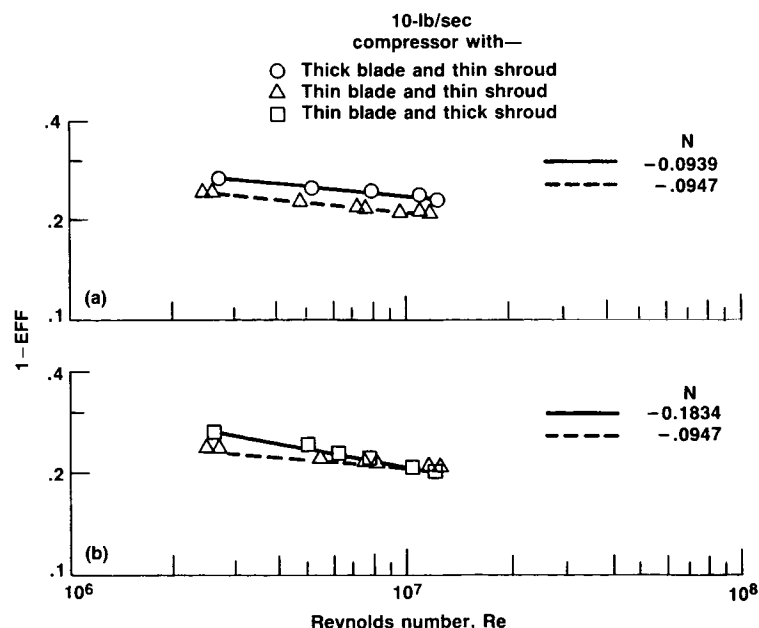 10-lb/sec
compressor with—
Thick blade and thin shroud
Thin blade and thin shroud
Thin blade and thick shroud
.4
.2
.1
(a)
N
−0.0939
−.0947
1−EFF
.4
.2
.1
(b)
N
−0.1834
−.0947
10⁶
10⁷
10⁸
Reynolds number, Re